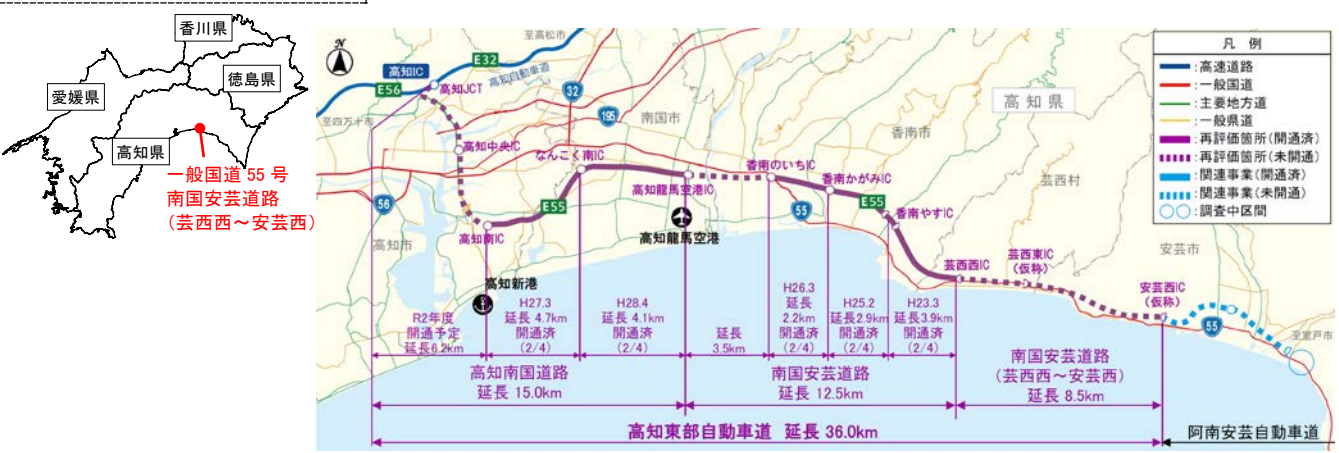 香川県
徳島県
愛媛県
高知県
一般国道 55 号
南国安芸道路
(芸西西～安芸西)
N
至高松市
高知IC
E32
高知自動車道
E56
高知JCT
至四万十市
32
195
南国市
高知県
香南市
芸西村
安芸市
高知中央IC
なんこく南IC
高知龍馬空港IC
香南のいちIC
香南かがみIC
E55
E55
香南やすIC
55
56
高知市
高知南IC
高知龍馬空港
高知新港
芸西西IC
芸西東IC
(仮称)
安芸西IC
(仮称)
55
至室戸市
凡 例
:高速道路
:一般国道
:主要地方道
:一般県道
:再評価箇所(開通済)
:再評価箇所(未開通)
:関連事業(開通済)
:関連事業(未開通)
:調査中区間
R2年度
開通予定
延長6.2km
H27.3
延長 4.7km
開通済
(2/4)
H28.4
延長 4.1km
開通済
(2/4)
延長
3.5km
H26.3
延長
2.2km
開通済
(2/4)
H25.2
延長2.9km
開通済
(2/4)
H23.3
延長3.9km
開通済
(2/4)
高知南国道路
延長 15.0km
南国安芸道路
延長 12.5km
南国安芸道路
(芸西西～安芸西)
延長 8.5km
高知東部自動車道 延長 36.0km
阿南安芸自動車道